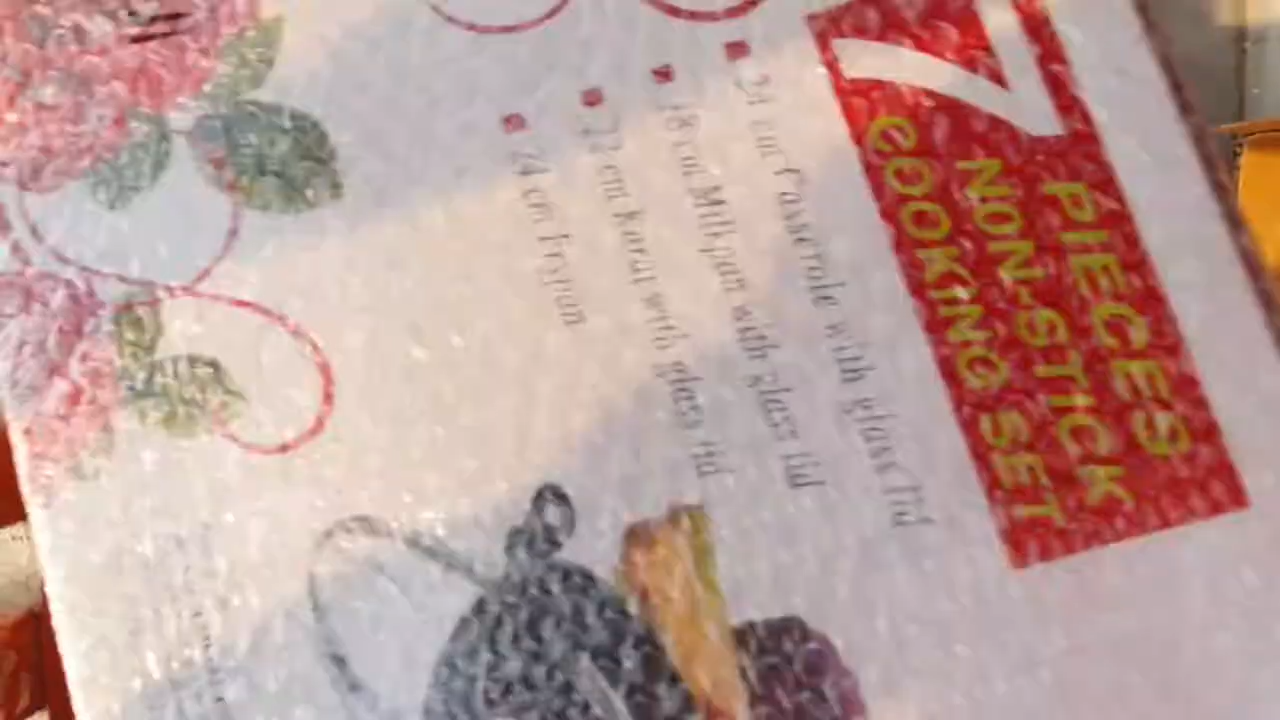 7 PIECES
NON-STICK
COOKING SET
24 cm Casserole with glass lid
18 cm Milkpan with glass lid
22 cm Karai with glass lid
24 cm Frypan